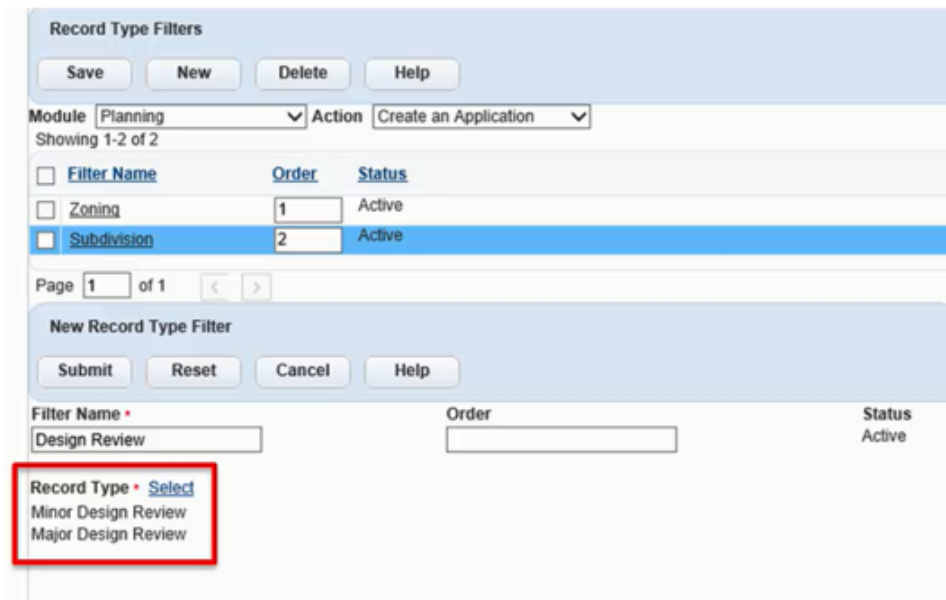 Record Type Filters
Save New Delete Help
Module Planning Action Create an Application
Showing 1-2 of 2
Filter Name Order Status
Zoning 1 Active
Subdivision 2 Active
Page 1 of 1 < >
New Record Type Filter
Submit Reset Cancel Help
Filter Name * Order Status
Design Review Active
Record Type * Select
Minor Design Review
Major Design Review